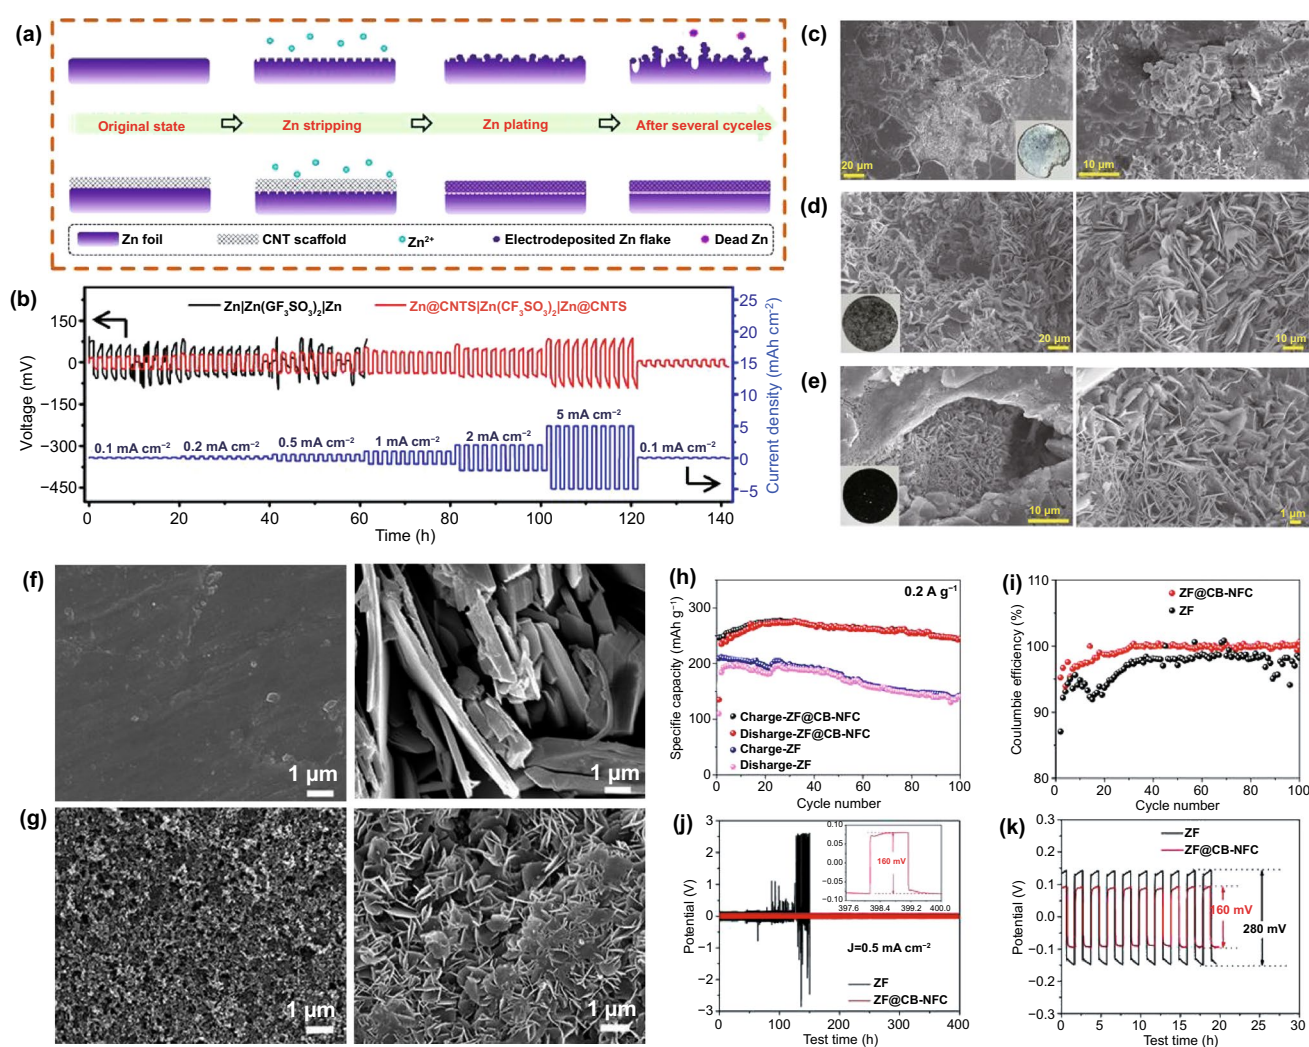 (a)
Original state
Zn stripping
Zn plating
After several cyceles
Zn foil
CNT scaffold
Zn²⁺
Electrodeposited Zn flake
Dead Zn
(b)
Zn|Zn(GF₃SO₃)₂|Zn
Zn@CNTS|Zn(CF₃SO₃)₂|Zn@CNTS
Voltage (mV)
150
0
−150
−300
−450
25
20
15
10
5
0
−5
Current density (mAh cm⁻²)
0.1 mA cm⁻²
0.2 mA cm⁻²
0.5 mA cm⁻²
1 mA cm⁻²
2 mA cm⁻²
5 mA cm⁻²
0.1 mA cm⁻²
0 20 40 60 80 100 120 140
Time (h)
(c)
20 µm
10 µm
(d)
20 µm
10 µm
(e)
10 µm
1 µm
(f)
1 µm
1 µm
(g)
1 µm
1 µm
(h)
0.2 A g⁻¹
Specifie capacity (mAh g⁻¹)
300
200
100
0
Charge-ZF@CB-NFC
Disharge-ZF@CB-NFC
Charge-ZF
Disharge-ZF
0 20 40 60 80 100
Cycle number
(i)
ZF@CB-NFC
ZF
Coulumbie efficiency (%)
110
100
90
80
0 20 40 60 80 100
Cycle number
(j)
Potential (V)
3
2
1
0
−1
−2
−3
0.10
0.05
0.00
−0.05
−0.10
160 mV
397.6 398.4 399.2 400.0
J=0.5 mA cm⁻²
ZF
ZF@CB-NFC
0 100 200 300 400
Test time (h)
(k)
ZF
ZF@CB-NFC
Potential (V)
0.3
0.2
0.1
0.0
−0.1
−0.2
−0.3
160 mV
280 mV
0 5 10 15 20 25 30
Test time (h)